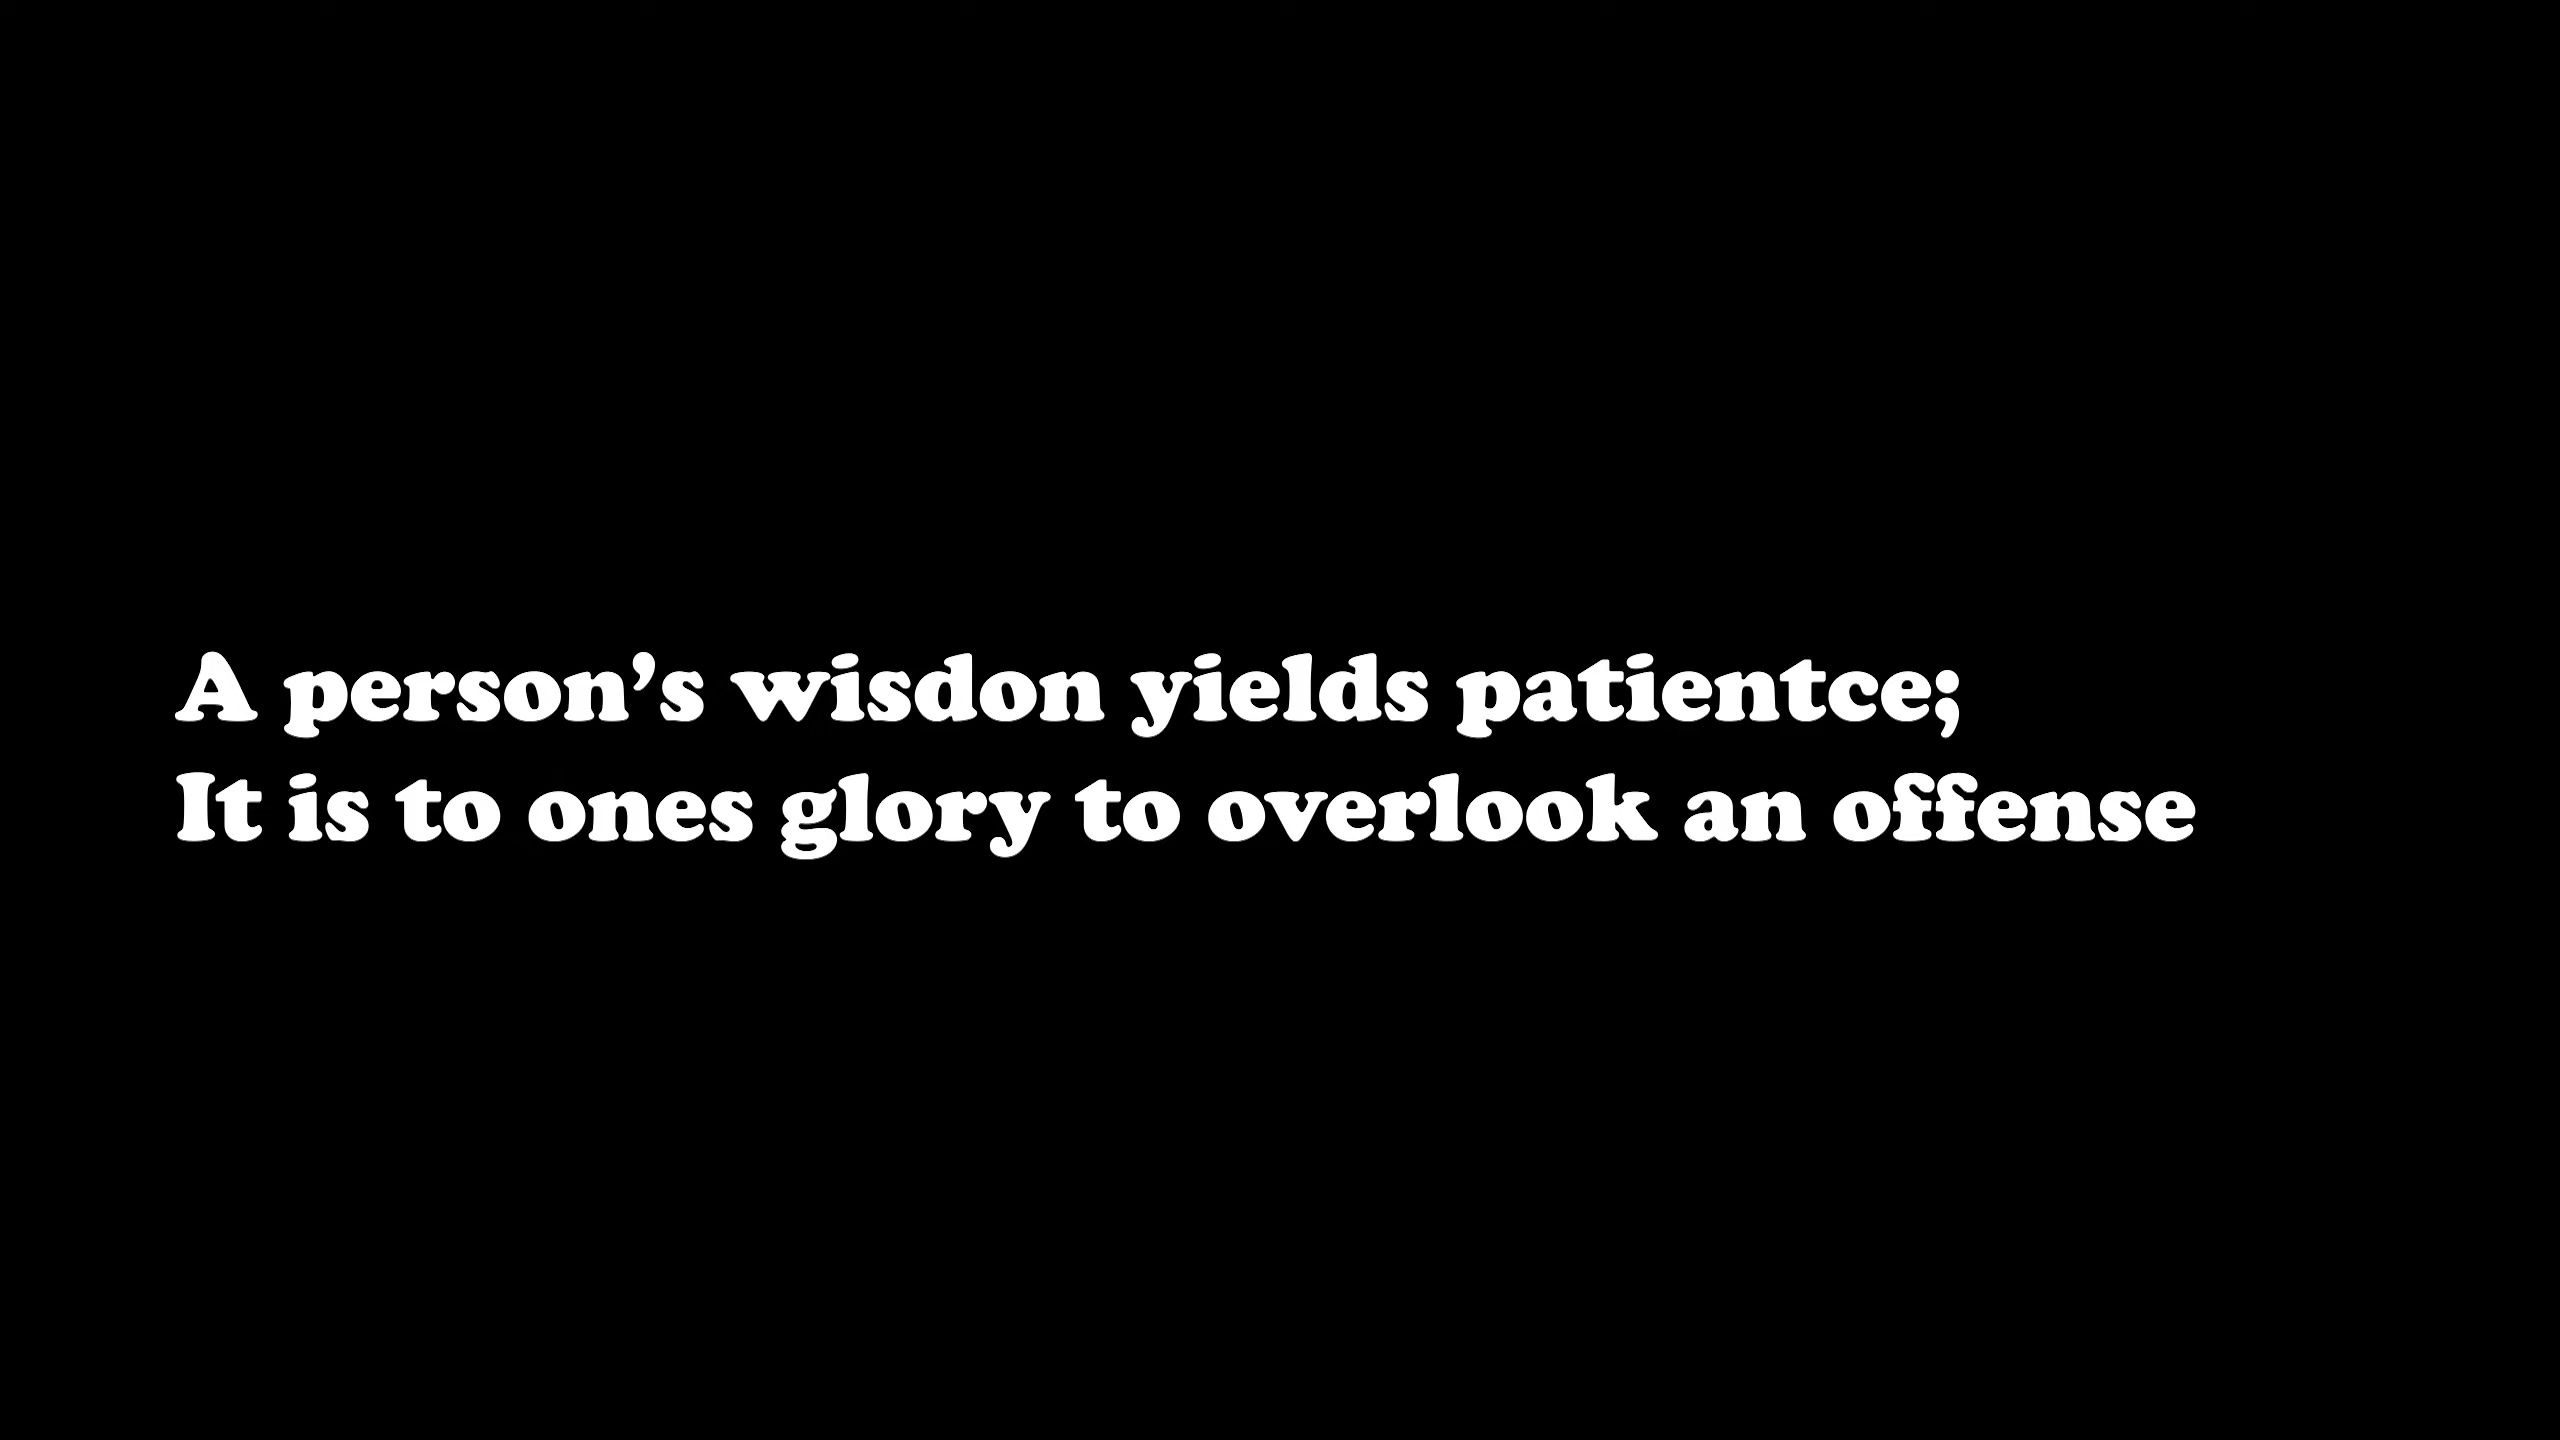 A person’s wisdon yields patientce;
It is to ones glory to overlook an offense